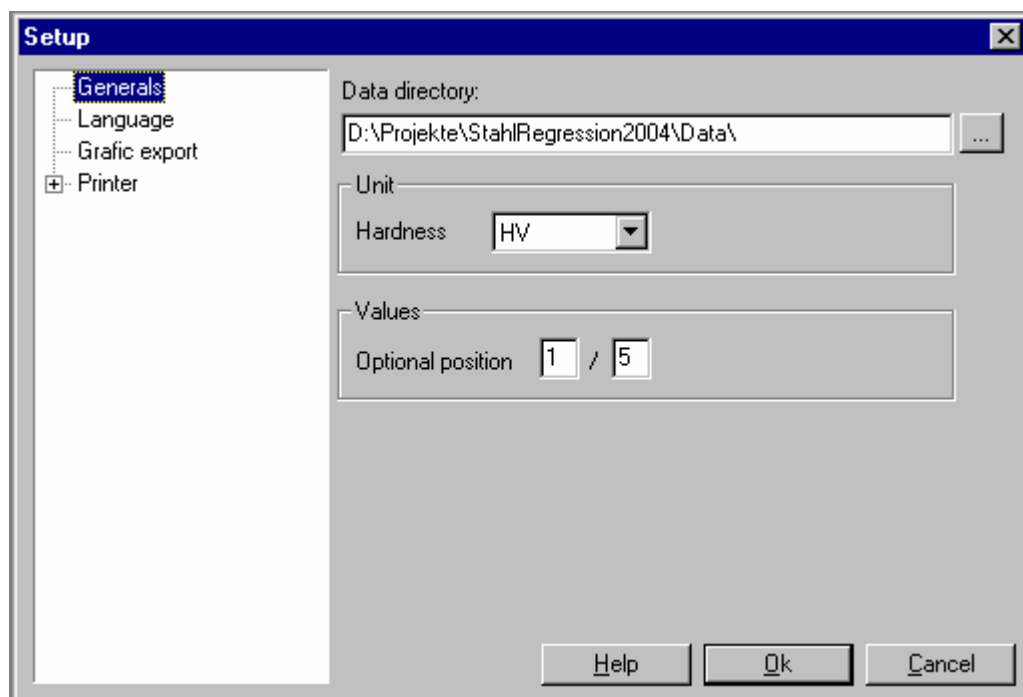 Setup
Generals
Language
Grafic export
Printer
Data directory:
D:\Projekte\StahlRegression2004\Data\
...
Unit
Hardness HV
Values
Optional position 1 / 5
Help Ok Cancel